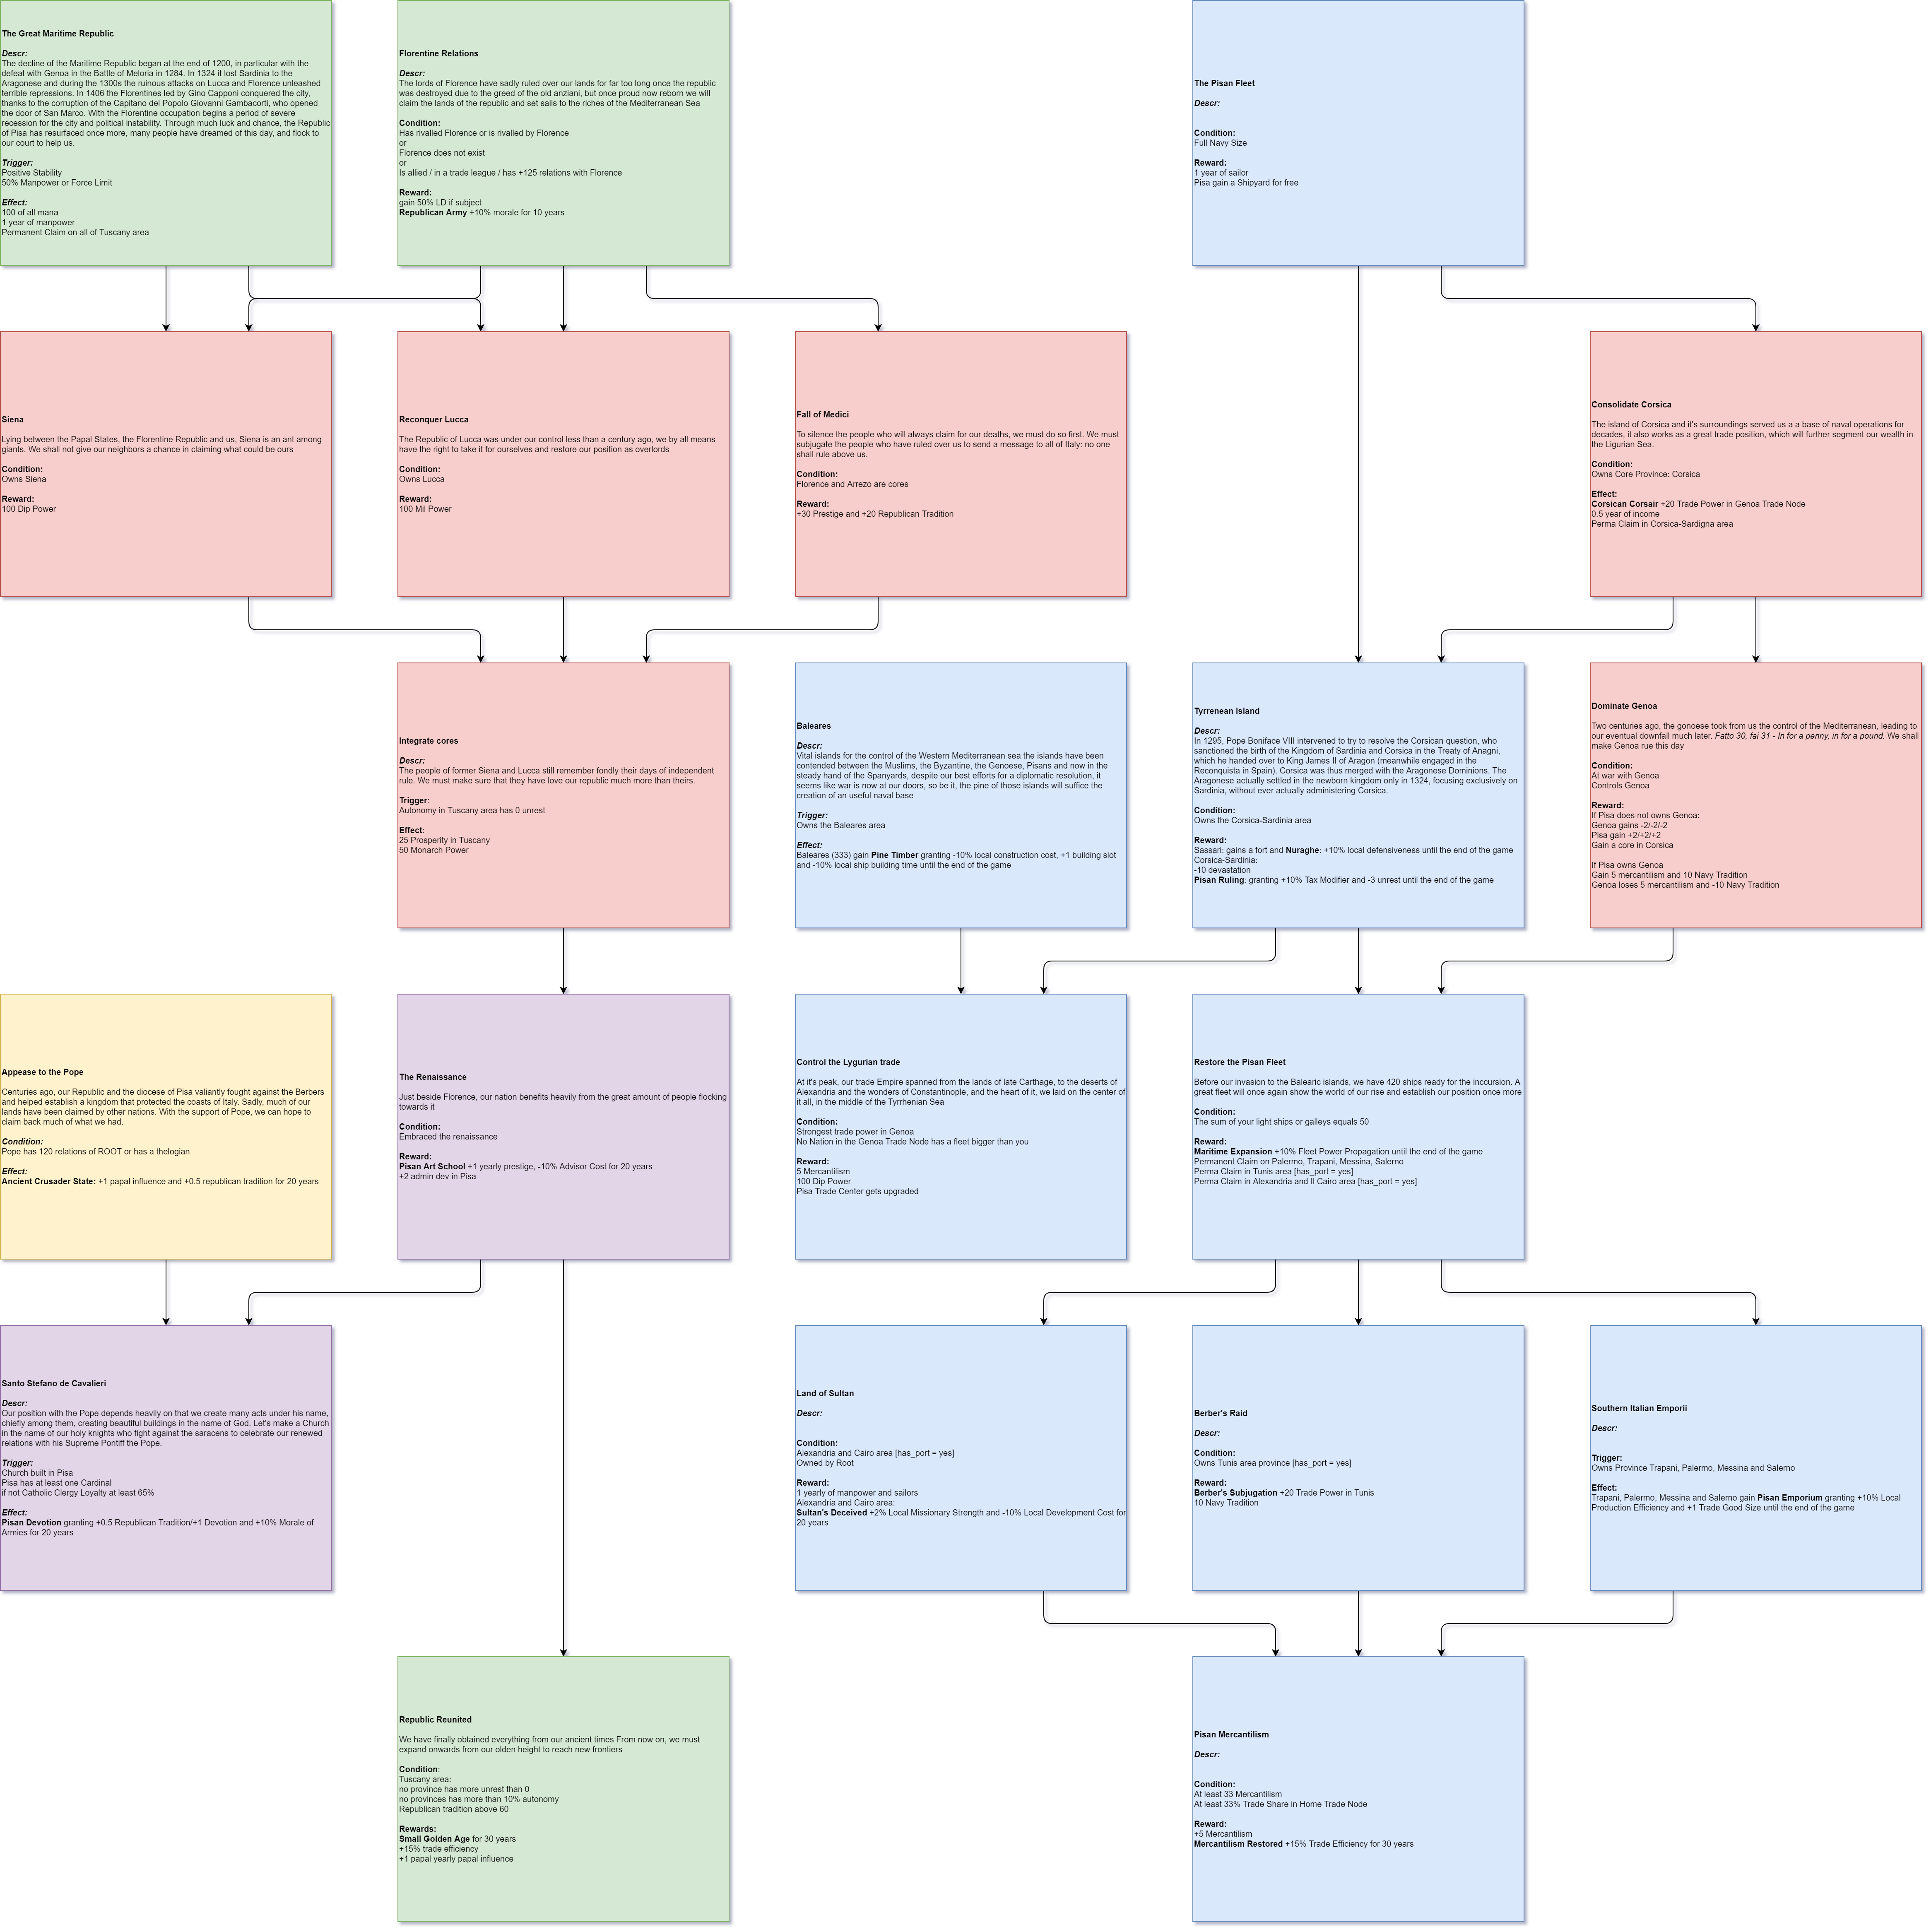 The Great Maritime Republic
Descr:
The decline of the Maritime Republic began at the end of 1200, in particular with the
defeat with Genoa in the Battle of Meloria in 1284. In 1324 it lost Sardinia to the
Aragonese and during the 1300s the ruinous attacks on Lucca and Florence unleashed
terrible repressions. In 1406 the Florentines led by Gino Capponi conquered the city,
thanks to the corruption of the Capitano del Popolo Giovanni Gambacorti, who opened
the door of San Marco. With the Florentine occupation begins a period of severe
recession for the city and political instability. Through much luck and chance, the Republic
of Pisa has resurfaced once more, many people have dreamed of this day, and flock to
our court to help us.
Trigger:
Positive Stability
50% Manpower or Force Limit
Effect:
100 of all mana
1 year of manpower
Permanent Claim on all of Tuscany area
Florentine Relations
Descr:
The lords of Florence have sadly ruled over our lands for far too long once the republic
was destroyed due to the greed of the old anziani, but once proud now reborn we will
claim the lands of the republic and set sails to the riches of the Mediterranean Sea
Condition:
Has rivalled Florence or is rivalled by Florence
or
Florence does not exist
or
Is allied / in a trade league / has +125 relations with Florence
Reward:
gain 50% LD if subject
Republican Army +10% morale for 10 years
The Pisan Fleet
Descr:
Condition:
Full Navy Size
Reward:
1 year of sailor
Pisa gain a Shipyard for free
Siena
Lying between the Papal States, the Florentine Republic and us, Siena is an ant among
giants. We shall not give our neighbors a chance in claiming what could be ours
Condition:
Owns Siena
Reward:
100 Dip Power
Reconquer Lucca
The Republic of Lucca was under our control less than a century ago, we by all means
have the right to take it for ourselves and restore our position as overlords
Condition:
Owns Lucca
Reward:
100 Mil Power
Fall of Medici
To silence the people who will always claim for our deaths, we must do so first. We must
subjugate the people who have ruled over us to send a message to all of Italy: no one
shall rule above us.
Condition:
Florence and Arrezo are cores
Reward:
+30 Prestige and +20 Republican Tradition
Consolidate Corsica
The island of Corsica and it's surroundings served us a a base of naval operations for
decades, it also works as a great trade position, which will further segment our wealth in
the Ligurian Sea.
Condition:
Owns Core Province: Corsica
Effect:
Corsican Corsair +20 Trade Power in Genoa Trade Node
0.5 year of income
Perma Claim in Corsica-Sardigna area
Integrate cores
Descr:
The people of former Siena and Lucca still remember fondly their days of independent
rule. We must make sure that they have love our republic much more than theirs.
Trigger:
Autonomy in Tuscany area has 0 unrest
Effect:
25 Prosperity in Tuscany
50 Monarch Power
Baleares
Descr:
Vital islands for the control of the Western Mediterranean sea the islands have been
contended between the Muslims, the Byzantine, the Genoese, Pisans and now in the
steady hand of the Spanyards, despite our best efforts for a diplomatic resolution, it
seems like war is now at our doors, so be it, the pine of those islands will suffice the
creation of an useful naval base
Trigger:
Owns the Baleares area
Effect:
Baleares (333) gain Pine Timber granting -10% local construction cost, +1 building slot
and -10% local ship building time until the end of the game
Tyrrenean Island
Descr:
In 1295, Pope Boniface VIII intervened to try to resolve the Corsican question, who
sanctioned the birth of the Kingdom of Sardinia and Corsica in the Treaty of Anagni,
which he handed over to King James II of Aragon (meanwhile engaged in the
Reconquista in Spain). Corsica was thus merged with the Aragonese Dominions. The
Aragonese actually settled in the newborn kingdom only in 1324, focusing exclusively on
Sardinia, without ever actually administering Corsica.
Condition:
Owns the Corsica-Sardinia area
Reward:
Sassari: gains a fort and Nuraghe: +10% local defensiveness until the end of the game
Corsica-Sardinia:
-10 devastation
Pisan Ruling: granting +10% Tax Modifier and -3 unrest until the end of the game
Dominate Genoa
Two centuries ago, the gonoese took from us the control of the Mediterranean, leading to
our eventual downfall much later. Fatto 30, fai 31 - In for a penny, in for a pound. We shall
make Genoa rue this day
Condition:
At war with Genoa
Controls Genoa
Reward:
If Pisa does not owns Genoa:
Genoa gains -2/-2/-2
Pisa gain +2/+2/+2
Gain a core in Corsica
If Pisa owns Genoa
Gain 5 mercantilism and 10 Navy Tradition
Genoa loses 5 mercantilism and -10 Navy Tradition
Appease to the Pope
Centuries ago, our Republic and the diocese of Pisa valiantly fought against the Berbers
and helped establish a kingdom that protected the coasts of Italy. Sadly, much of our
lands have been claimed by other nations. With the support of Pope, we can hope to
claim back much of what we had.
Condition:
Pope has 120 relations of ROOT or has a thelogian
Effect:
Ancient Crusader State: +1 papal influence and +0.5 republican tradition for 20 years
The Renaissance
Just beside Florence, our nation benefits heavily from the great amount of people flocking
towards it
Condition:
Embraced the renaissance
Reward:
Pisan Art School +1 yearly prestige, -10% Advisor Cost for 20 years
+2 admin dev in Pisa
Control the Lygurian trade
At it's peak, our trade Empire spanned from the lands of late Carthage, to the deserts of
Alexandria and the wonders of Constantinople, and the heart of it, we laid on the center of
it all, in the middle of the Tyrrhenian Sea
Condition:
Strongest trade power in Genoa
No Nation in the Genoa Trade Node has a fleet bigger than you
Reward:
5 Mercantilism
100 Dip Power
Pisa Trade Center gets upgraded
Restore the Pisan Fleet
Before our invasion to the Balearic islands, we have 420 ships ready for the inccursion. A
great fleet will once again show the world of our rise and establish our position once more
Condition:
The sum of your light ships or galleys equals 50
Reward:
Maritime Expansion +10% Fleet Power Propagation until the end of the game
Permanent Claim on Palermo, Trapani, Messina, Salerno
Perma Claim in Tunis area [has_port = yes]
Perma Claim in Alexandria and Il Cairo area [has_port = yes]
Santo Stefano de Cavalieri
Descr:
Our position with the Pope depends heavily on that we create many acts under his name,
chiefly among them, creating beautiful buildings in the name of God. Let's make a Church
in the name of our holy knights who fight against the saracens to celebrate our renewed
relations with his Supreme Pontiff the Pope.
Trigger:
Church built in Pisa
Pisa has at least one Cardinal
if not Catholic Clergy Loyalty at least 65%
Effect:
Pisan Devotion granting +0.5 Republican Tradition/+1 Devotion and +10% Morale of
Armies for 20 years
Land of Sultan
Descr:
Condition:
Alexandria and Cairo area [has_port = yes]
Owned by Root
Reward:
1 yearly of manpower and sailors
Alexandria and Cairo area:
Sultan's Deceived +2% Local Missionary Strength and -10% Local Development Cost for
20 years
Berber's Raid
Descr:
Condition:
Owns Tunis area province [has_port = yes]
Reward:
Berber's Subjugation +20 Trade Power in Tunis
10 Navy Tradition
Southern Italian Emporii
Descr:
Trigger:
Owns Province Trapani, Palermo, Messina and Salerno
Effect:
Trapani, Palermo, Messina and Salerno gain Pisan Emporium granting +10% Local
Production Efficiency and +1 Trade Good Size until the end of the game
Republic Reunited
We have finally obtained everything from our ancient times From now on, we must
expand onwards from our olden height to reach new frontiers
Condition:
Tuscany area:
no province has more unrest than 0
no provinces has more than 10% autonomy
Republican tradition above 60
Rewards:
Small Golden Age for 30 years
+15% trade efficiency
+1 papal yearly papal influence
Pisan Mercantilism
Descr:
Condition:
At least 33 Mercantilism
At least 33% Trade Share in Home Trade Node
Reward:
+5 Mercantilism
Mercantilism Restored +15% Trade Efficiency for 30 years